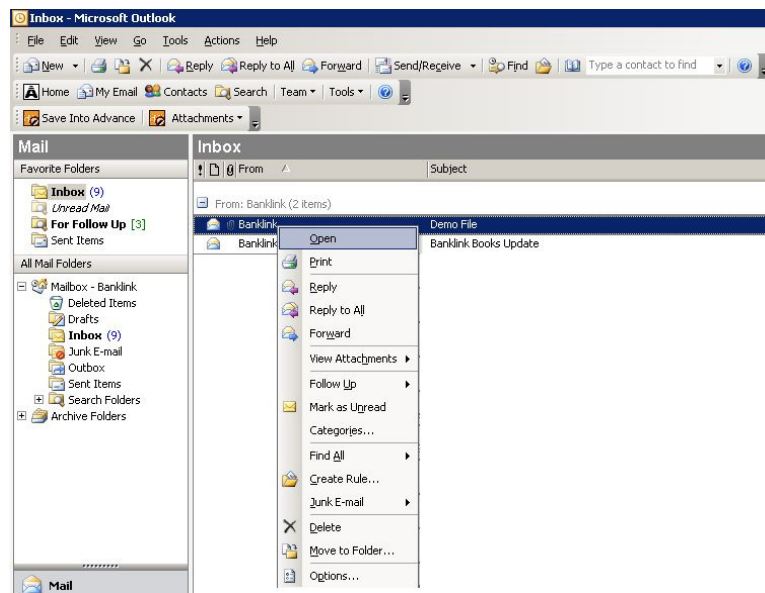 Inbox - Microsoft Outlook
File Edit View Go Tools Actions Help
New Reply Reply to All Forward Send/Receive Find Type a contact to find
Home My Email Contacts Search Team Tools
Save Into Advance Attachments
Mail
Inbox
Favorite Folders
! From Subject
Inbox (9)
Unread Mail
For Follow Up [3]
Sent Items
From: Banklink (2 items)
Banklink Demo File
Banklink Banklink Books Update
All Mail Folders
Mailbox - Banklink
Deleted Items
Drafts
Inbox (9)
Junk E-mail
Outbox
Sent Items
Search Folders
Archive Folders
Open
Print
Reply
Reply to All
Forward
View Attachments
Follow Up
Mark as Unread
Categories...
Find All
Create Rule...
Junk E-mail
Delete
Move to Folder...
Options...
Mail